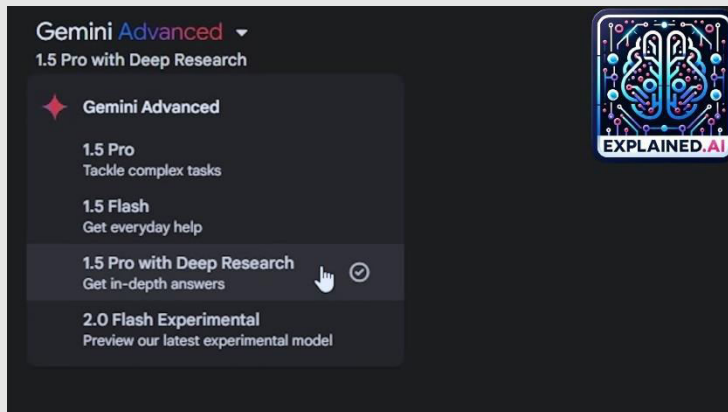 Gemini Advanced
1.5 Pro with Deep Research
Gemini Advanced
1.5 Pro
Tackle complex tasks
1.5 Flash
Get everyday help
1.5 Pro with Deep Research
Get in-depth answers
2.0 Flash Experimental
Preview our latest experimental model
EXPLAINED.AI